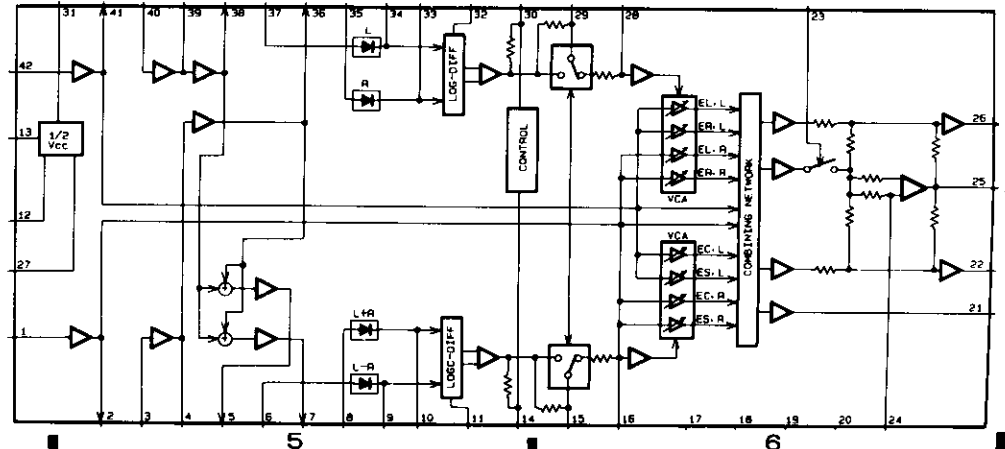 31 41 40 39 38 36 35 34 33 32 30 29 28 23
37
L
42
R
LOG-DIFF
EL. L
26
13
1/2
Vcc
CONTROL
ER. L
EL. R
ER. R
25
VCA
12
COMBINING NETWORK
VCA
EC. L
27
ES. L
22
L+R
EC. R
21
1
ES. R
LOGC-DIFF
L-R
2 3 4 5 6 7 8 9 10 11 14 15 16 17 18 19 20 24
5 6